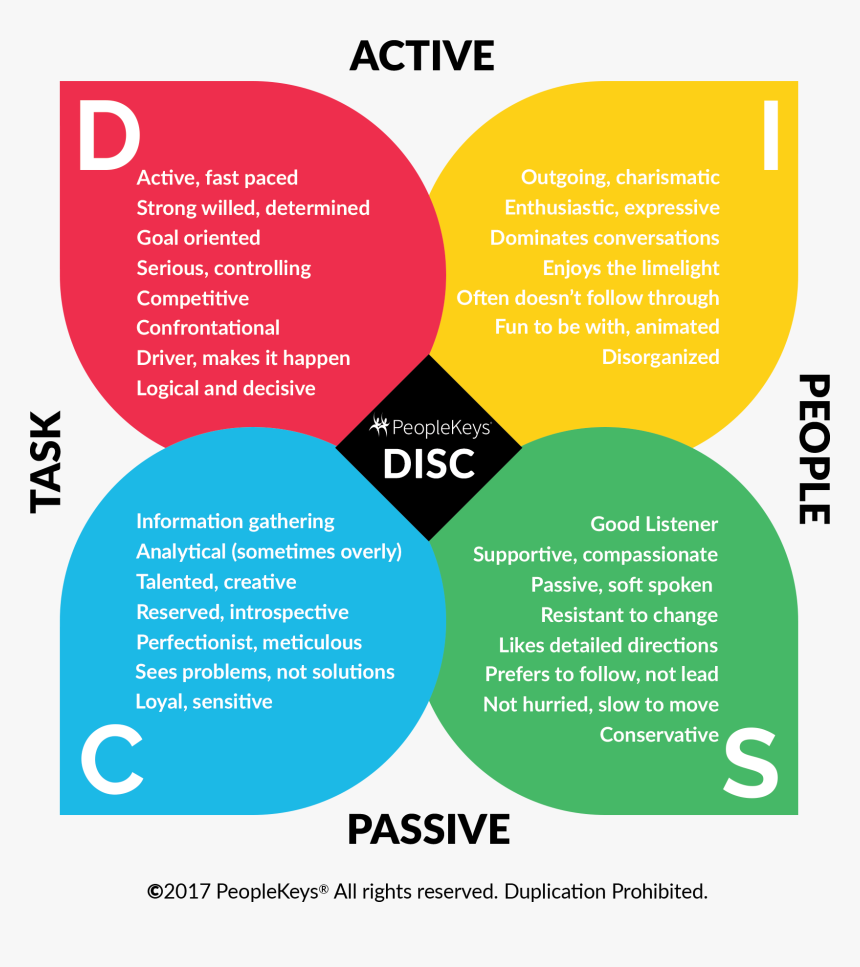 ACTIVE
D
Active, fast paced
Strong willed, determined
Goal oriented
Serious, controlling
Competitive
Confrontational
Driver, makes it happen
Logical and decisive
I
Outgoing, charismatic
Enthusiastic, expressive
Dominates conversations
Enjoys the limelight
Often doesn't follow through
Fun to be with, animated
Disorganized
TASK
PeopleKeys®
DISC
PEOPLE
Information gathering
Analytical (sometimes overly)
Talented, creative
Reserved, introspective
Perfectionist, meticulous
Sees problems, not solutions
Loyal, sensitive
C
Good Listener
Supportive, compassionate
Passive, soft spoken
Resistant to change
Likes detailed directions
Prefers to follow, not lead
Not hurried, slow to move
Conservative
S
PASSIVE
©2017 PeopleKeys® All rights reserved. Duplication Prohibited.